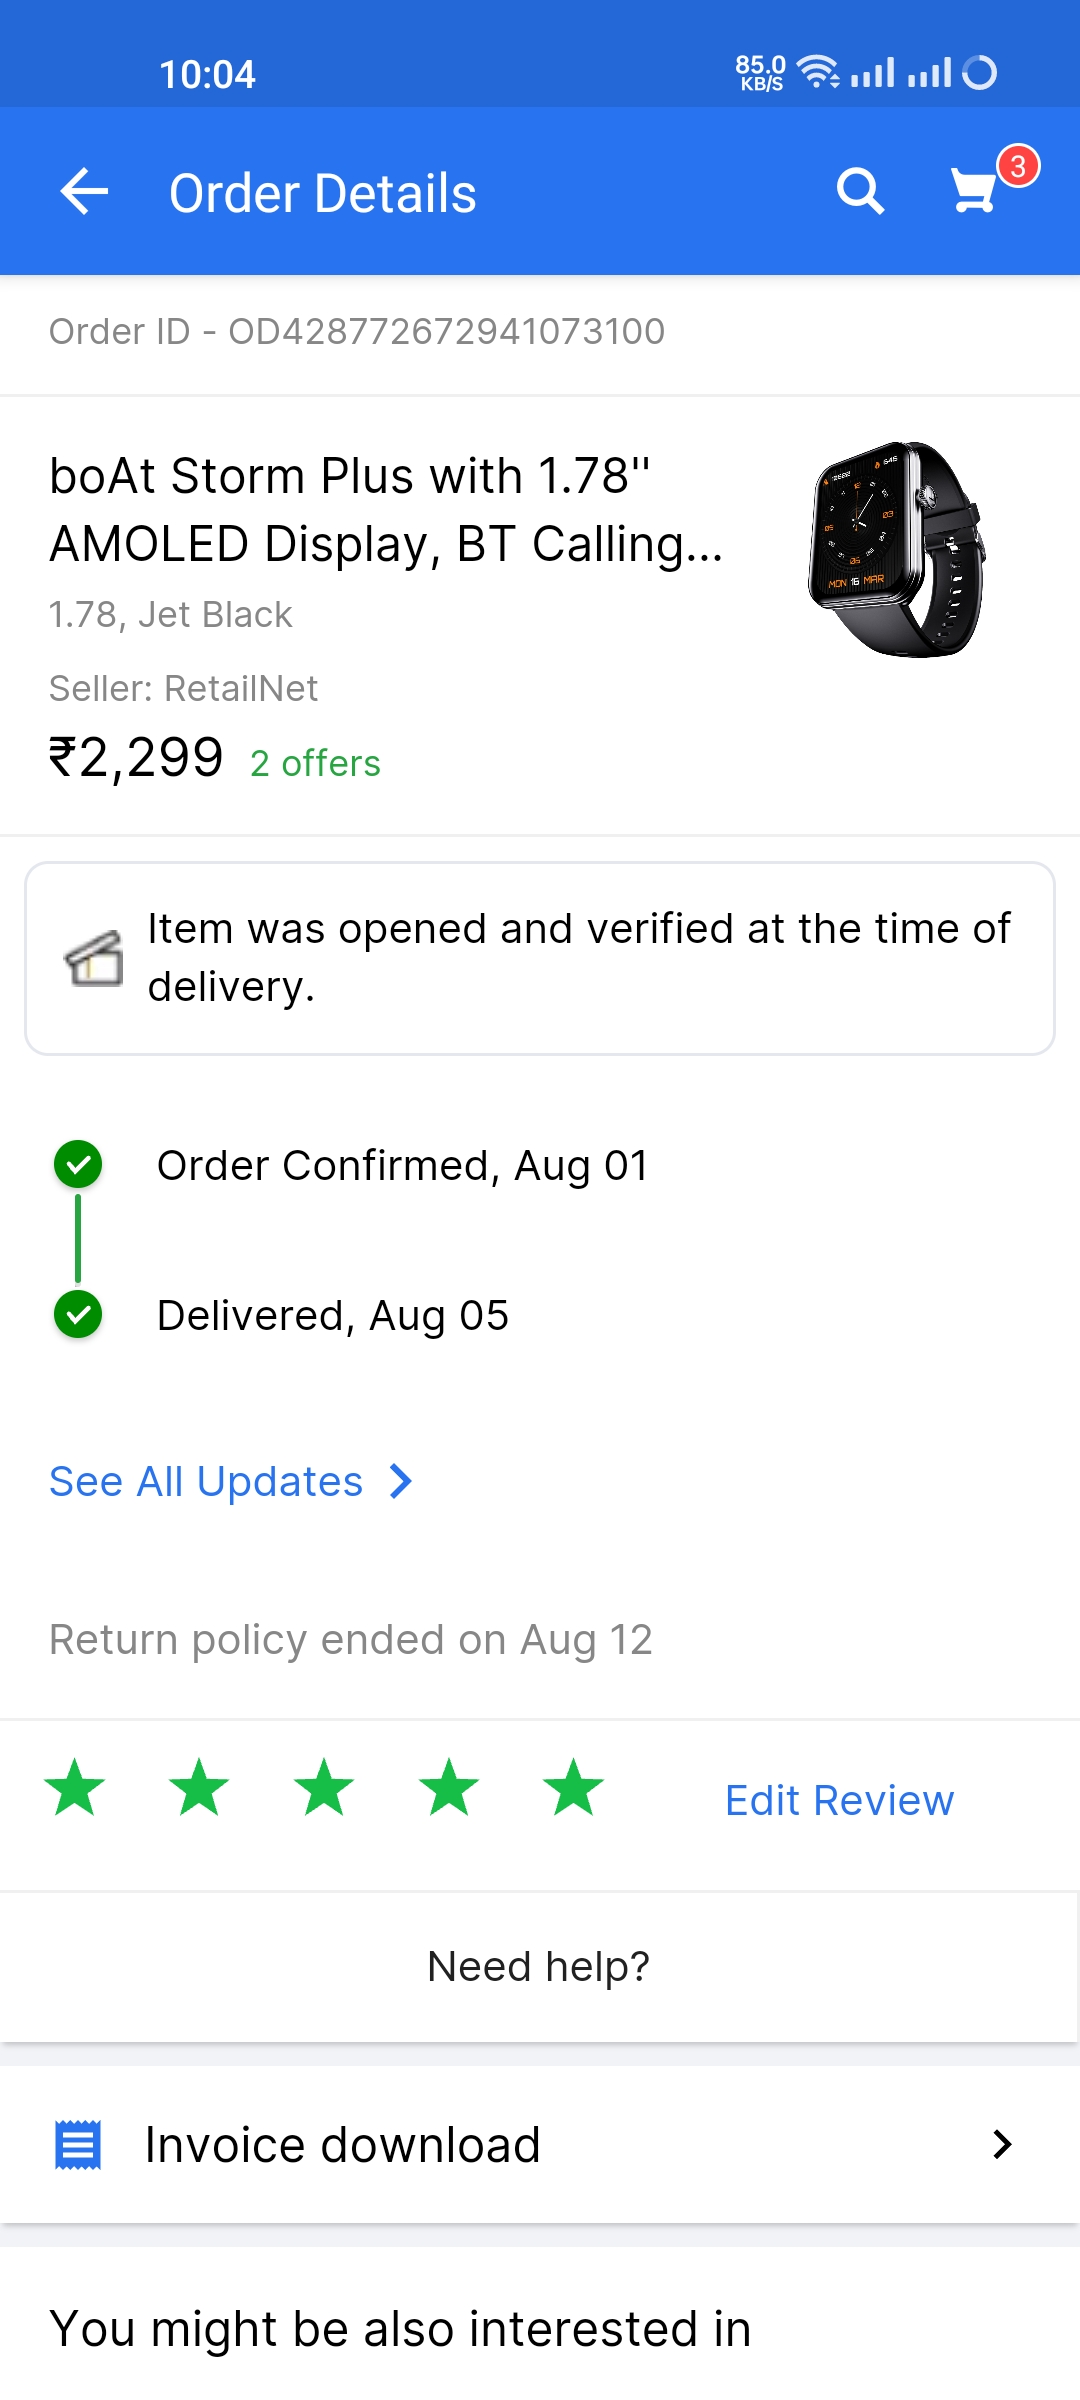 10:04
85.0
KB/S
Order Details
3
Order ID - OD428772672941073100
boAt Storm Plus with 1.78"
AMOLED Display, BT Calling...
1.78, Jet Black
Seller: RetailNet
₹2,299 2 offers
Item was opened and verified at the time of
delivery.
Order Confirmed, Aug 01
Delivered, Aug 05
See All Updates
Return policy ended on Aug 12
Edit Review
Need help?
Invoice download
You might be also interested in